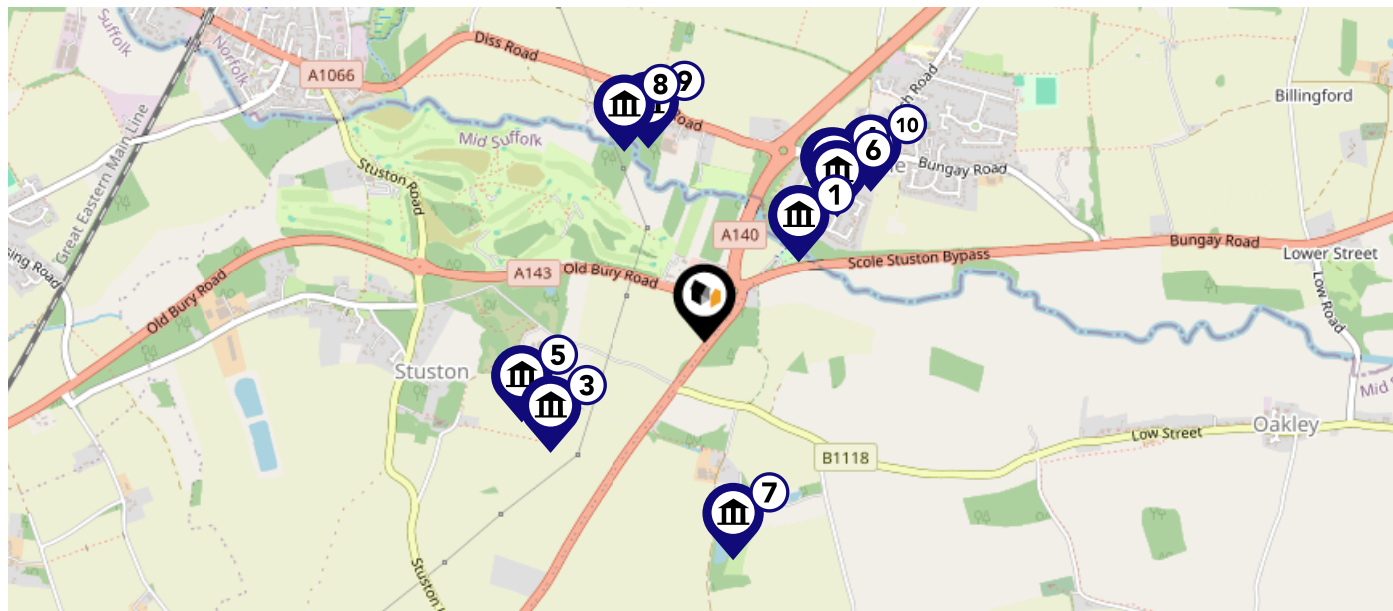 Suffolk
Norfolk
A1066
Diss Road
8
9
Road
Billingford
Great Eastern Main Line
Mid Suffolk
10
6
Bungay Road
Stuston Road
1
A140
Bungay Road
Lower Street
Scole Stuston Bypass
Old Bury Road
A143
Old Bury Road
Low Road
Stuston
5
3
Mid
Low Street
Oakley
B1118
7
Stuston